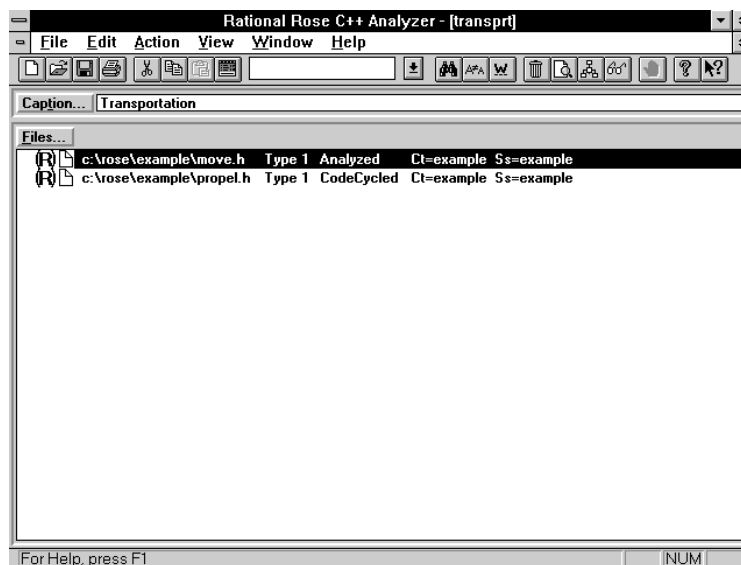 Rational Rose C++ Analyzer - [transprt]
File Edit Action View Window Help
A≠A W ? ?
Caption... Transportation
Files...
(R) c:\rose\example\move.h Type 1 Analyzed Ct=example Ss=example
(R) c:\rose\example\propel.h Type 1 CodeCycled Ct=example Ss=example
For Help, press F1 NUM